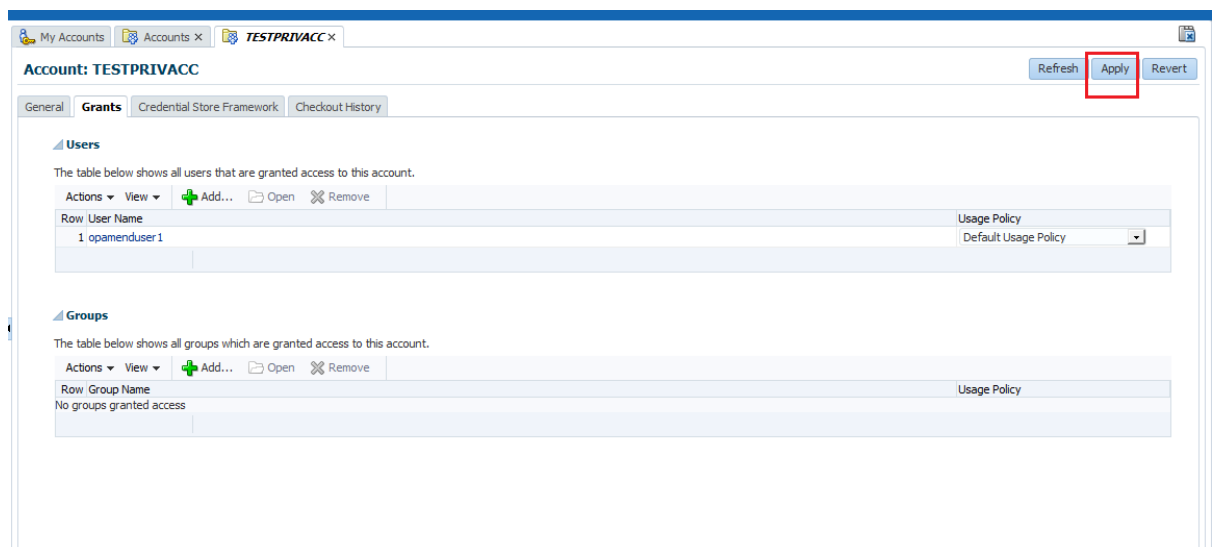 My Accounts Accounts × TESTPRIVACC ×
Account: TESTPRIVACC Refresh Apply Revert
General Grants Credential Store Framework Checkout History
Users
The table below shows all users that are granted access to this account.
Actions View Add... Open Remove
Row User Name Usage Policy
1 opamenduser1 Default Usage Policy
Groups
The table below shows all groups which are granted access to this account.
Actions View Add... Open Remove
Row Group Name Usage Policy
No groups granted access